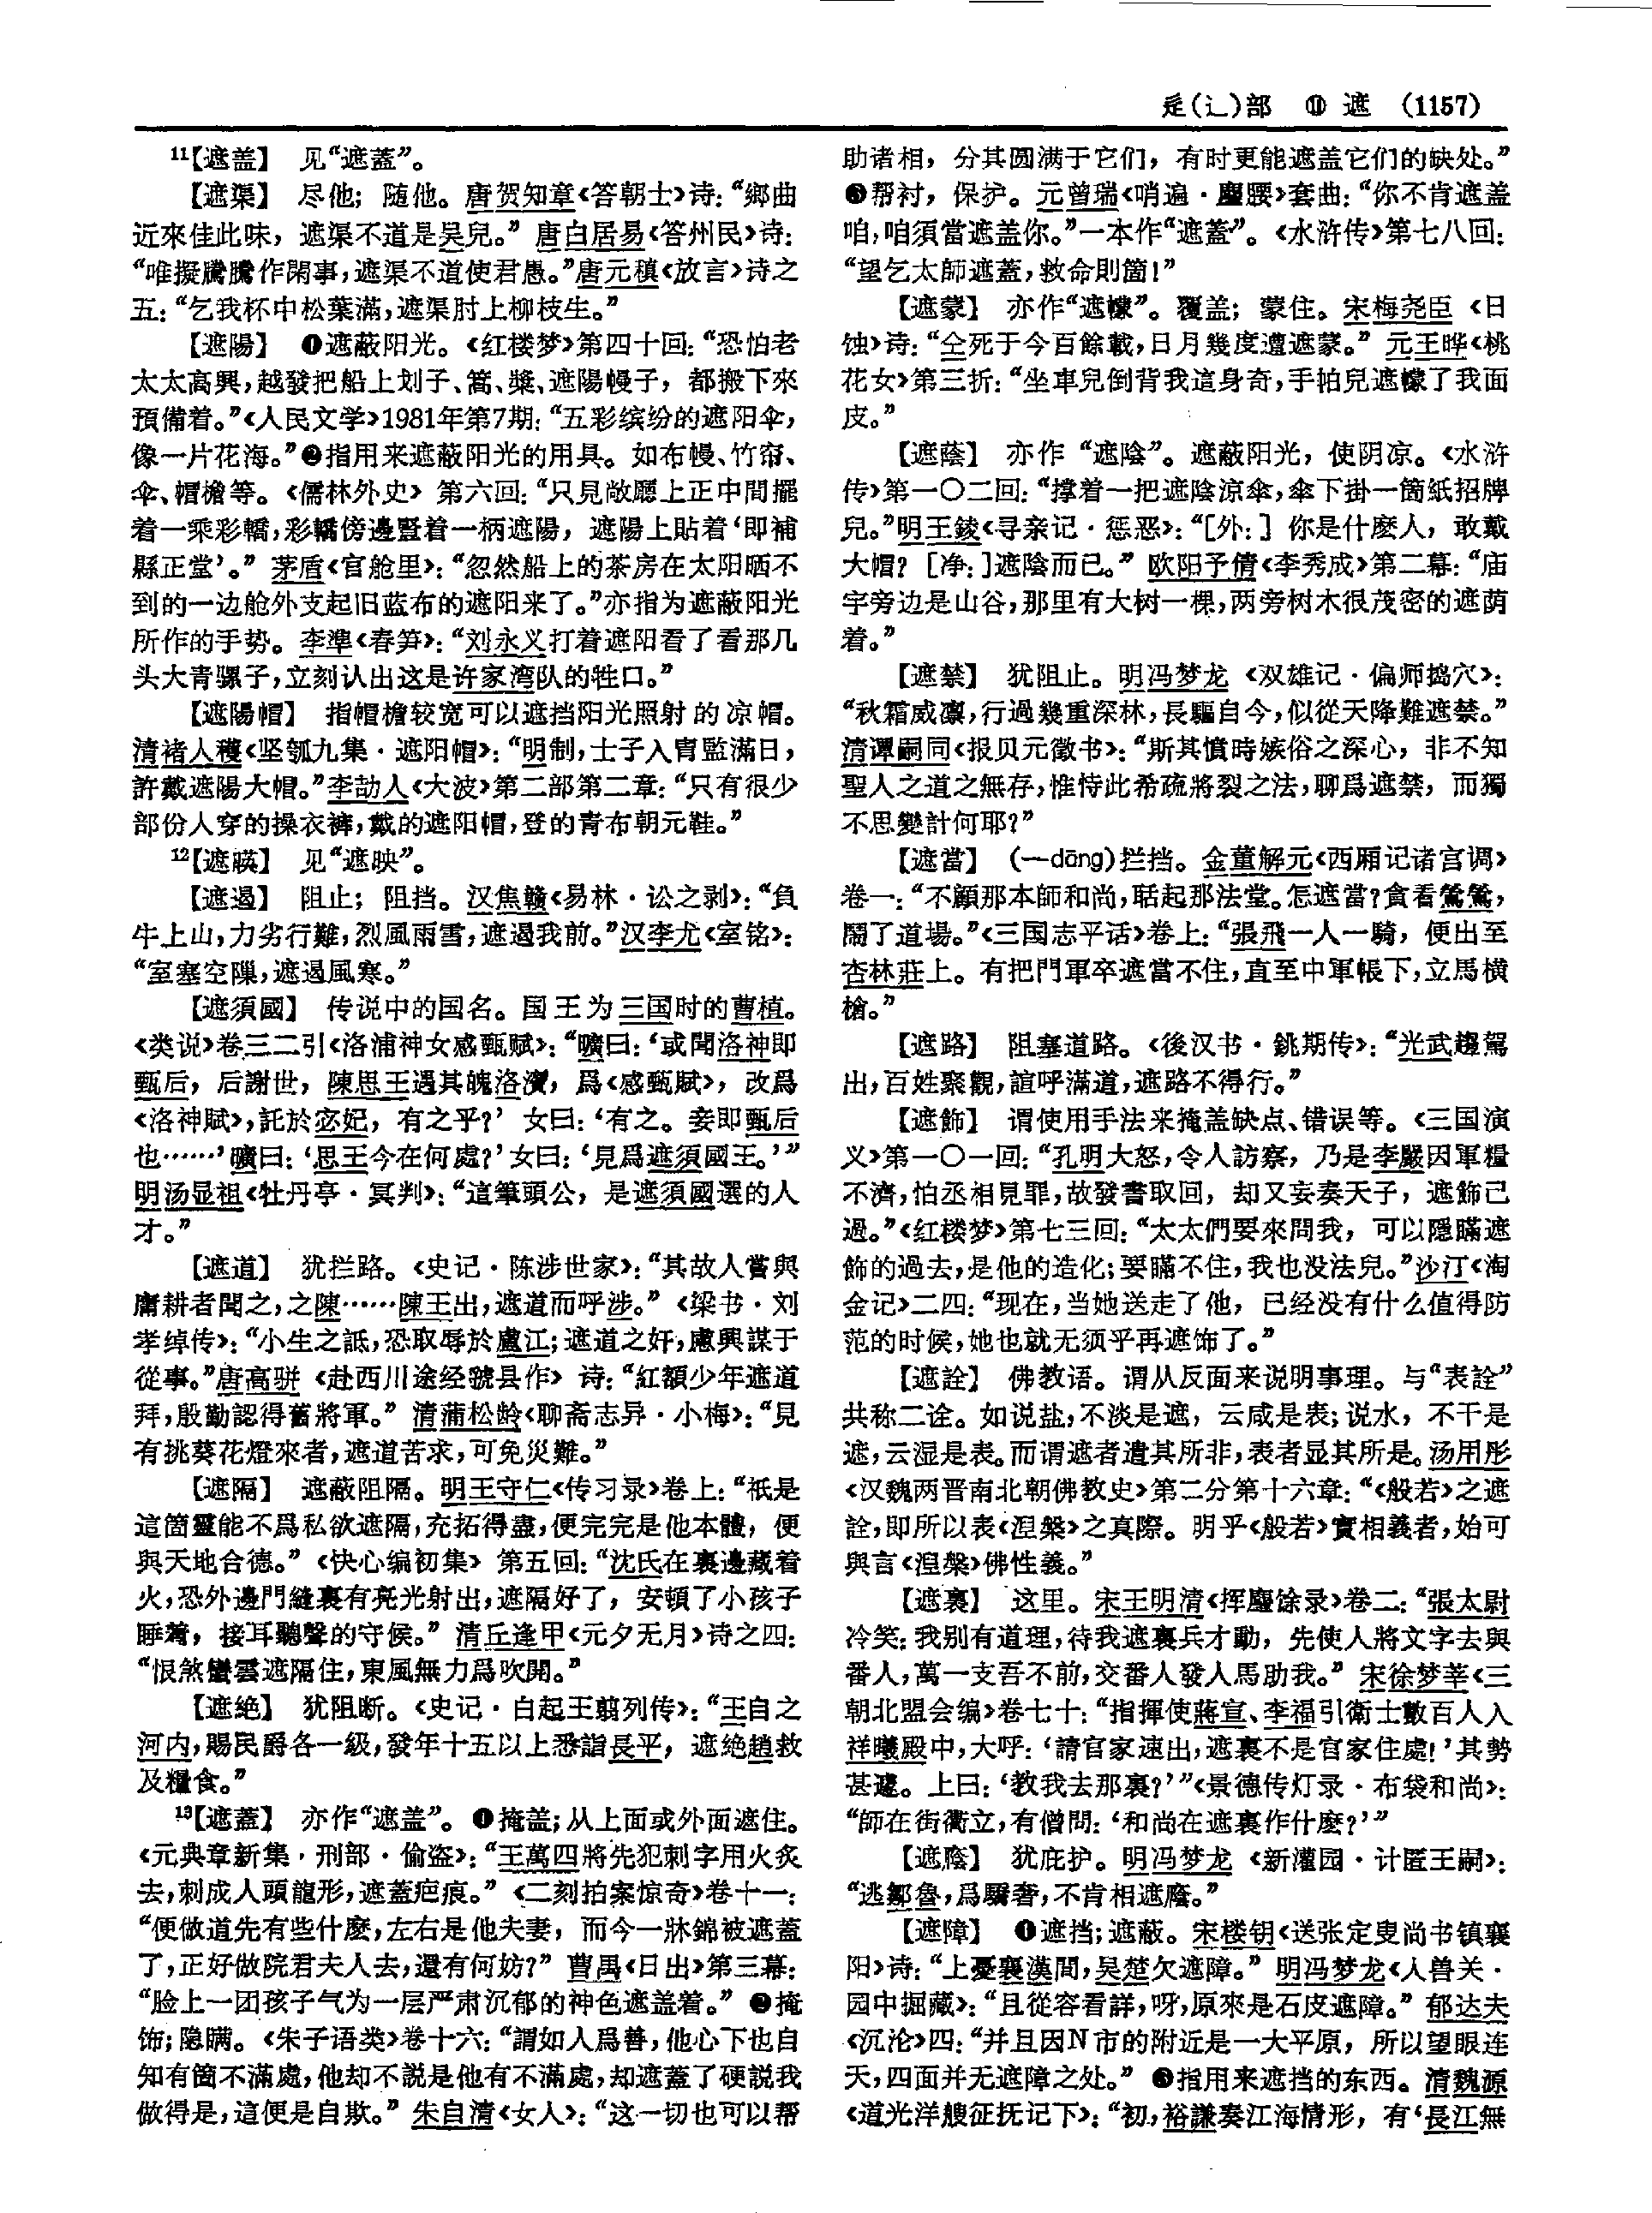 辵(辶)部 ⑪ 遮 (1157)
11【遮盖】 见“遮蓋”。
【遮渠】 尽他；随他。唐贺知章<答朝士>诗：“鄉曲
近來佳此味，遮渠不道是吴兒。” 唐白居易<答州民>诗：
“唯擬騰騰作閑事，遮渠不道使君愚。”唐元稹<放言>诗之
五：“乞我杯中松葉滿，遮渠肘上柳枝生。”
【遮陽】 ❶遮蔽阳光。<红楼梦>第四十回：“恐怕老
太太高興，越發把船上划子、篙、槳、遮陽幔子，都搬下來
預備着。”<人民文学>1981年第7期：“五彩缤纷的遮阳伞，
像一片花海。”❷指用来遮蔽阳光的用具。如布幔、竹帘、
伞、帽檐等。<儒林外史> 第六回：“只見敞廳上正中間擺
着一乘彩轎，彩轎傍邊豎着一柄遮陽，遮陽上貼着‘即補
縣正堂’。” 茅盾<官舱里>：“忽然船上的茶房在太阳晒不
到的一边舱外支起旧蓝布的遮阳来了。”亦指为遮蔽阳光
所作的手势。李準<春笋>：“刘永义打着遮阳看了看那几
头大青骡子，立刻认出这是许家湾队的牲口。”
【遮陽帽】 指帽檐较宽可以遮挡阳光照射的凉帽。
清褚人穫<坚瓠九集·遮阳帽>：“明制，士子入胄監滿日，
許戴遮陽大帽。”李劼人<大波>第二部第二章：“只有很少
部份人穿的操衣裤，戴的遮阳帽，登的青布朝元鞋。”
12【遮暎】 见“遮映”。
【遮遏】 阻止；阻挡。汉焦赣<易林·讼之剥>：“負
牛上山，力劣行難，烈風雨雪，遮遏我前。”汉李尤<室铭>：
“室塞空隟，遮遏風寒。”
【遮須國】 传说中的国名。国王为三国时的曹植。
<类说>卷三二引<洛浦神女感甄赋>：“曠曰：‘或聞洛神即
甄后，后謝世，陳思王遇其魄洛濱，爲<感甄賦>，改爲
<洛神賦>，託於宓妃，有之乎？’ 女曰：‘有之。妾即甄后
也……’曠曰：‘思王今在何處？’女曰：‘見爲遮須國王。’”
明汤显祖<牡丹亭·冥判>：“這筆頭公，是遮須國選的人
才。”
【遮道】 犹拦路。<史记·陈涉世家>：“其故人嘗與
庸耕者聞之，之陳……陳王出，遮道而呼涉。” <梁书·刘
孝绰传>：“小生之詆，恐取辱於盧江；遮道之奸，慮興謀于
從事。”唐高骈 <赴西川途经虢县作> 诗：“紅額少年遮道
拜，殷勤認得舊將軍。” 清蒲松龄<聊斋志异·小梅>：“見
有挑葵花燈來者，遮道苦求，可免災難。”
【遮隔】 遮蔽阻隔。明王守仁<传习录>卷上：“祇是
這箇靈能不爲私欲遮隔，充拓得盡，便完完是他本體，便
與天地合德。” <快心编初集> 第五回：“沈氏在裏邊藏着
火，恐外邊門縫裏有亮光射出，遮隔好了，安頓了小孩子
睡着，接耳聽聲的守候。” 清丘逢甲<元夕无月>诗之四：
“恨煞蠻雲遮隔住，東風無力爲吹開。”
【遮絶】 犹阻断。<史记·白起王翦列传>：“王自之
河内，賜民爵各一級，發年十五以上悉詣長平，遮絶趙救
及糧食。”
13【遮蓋】 亦作“遮盖”。❶掩盖；从上面或外面遮住。
<元典章新集·刑部·偷盗>：“王萬四將先犯刺字用火炙
去，刺成人頭龍形，遮蓋疤痕。” <二刻拍案惊奇>卷十一：
“便做道先有些什麽，左右是他夫妻，而今一牀錦被遮蓋
了，正好做院君夫人去，還有何妨？” 曹禺<日出>第三幕：
“脸上一团孩子气为一层严肃沉郁的神色遮盖着。” ❷掩
饰；隐瞒。<朱子语类>卷十六：“謂如人爲善，他心下也自
知有箇不滿處，他却不説是他有不滿處，却遮蓋了硬説我
做得是，這便是自欺。” 朱自清<女人>：“这一切也可以帮
助诸相，分其圆满于它们，有时更能遮盖它们的缺处。”
❸帮衬，保护。元曾瑞<哨遍·麈腰>套曲：“你不肯遮盖
咱，咱須當遮盖你。”一本作“遮蓋”。<水浒传>第七八回：
“望乞太師遮蓋，救命則箇！”
【遮蒙】 亦作“遮幪”。覆盖；蒙住。宋梅尧臣 <日
蚀>诗：“仝死于今百餘載，日月幾度遭遮蒙。” 元王晔<桃
花女>第三折：“坐車兒倒背我這身奇，手帕兒遮幪了我面
皮。”
【遮蔭】 亦作 “遮陰”。遮蔽阳光，使阴凉。<水浒
传>第一〇二回：“撐着一把遮陰涼傘，傘下掛一箇紙招牌
兒。”明王錂<寻亲记·惩恶>：“[外：] 你是什麽人，敢戴
大帽？[净：]遮陰而已。” 欧阳予倩<李秀成>第二幕：“庙
宇旁边是山谷，那里有大树一棵，两旁树木很茂密的遮荫
着。”
【遮禁】 犹阻止。明冯梦龙 <双雄记·偏师捣穴>：
“秋霜威凛，行過幾重深林，長驅自今，似從天降難遮禁。”
清谭嗣同<报贝元徵书>：“斯其憤時嫉俗之深心，非不知
聖人之道之無存，惟恃此希疏將裂之法，聊爲遮禁，而獨
不思變計何耶？”
【遮當】 (—dāng)拦挡。金董解元<西厢记诸宫调>
卷一：“不顧那本師和尚，聒起那法堂。怎遮當？貪看鶯鶯，
鬧了道場。”<三国志平话>卷上：“張飛一人一騎，便出至
杏林莊上。有把門軍卒遮當不住，直至中軍帳下，立馬横
槍。”
【遮路】 阻塞道路。<後汉书·銚期传>：“光武趨駕
出，百姓聚觀，諠呼滿道，遮路不得行。”
【遮飾】 谓使用手法来掩盖缺点、错误等。<三国演
义>第一〇一回：“孔明大怒，令人訪察，乃是李嚴因軍糧
不濟，怕丞相見罪，故發書取回，却又妄奏天子，遮飾己
過。”<红楼梦>第七三回：“太太們要來問我，可以隱瞞遮
飾的過去，是他的造化；要瞞不住，我也没法兒。”沙汀<淘
金记>二四：“现在，当她送走了他，已经没有什么值得防
范的时候，她也就无须乎再遮饰了。”
【遮詮】 佛教语。谓从反面来说明事理。与“表詮”
共称二诠。如说盐，不淡是遮，云咸是表；说水，不干是
遮，云湿是表。而谓遮者遣其所非，表者显其所是。汤用彤
<汉魏两晋南北朝佛教史>第二分第十六章：“<般若>之遮
詮，即所以表<涅槃>之真際。明乎<般若>實相義者，始可
與言<涅槃>佛性義。”
【遮裏】 这里。宋王明清<挥麈馀录>卷二：“張太尉
冷笑：我别有道理，待我遮裏兵才動，先使人將文字去與
番人，萬一支吾不前，交番人發人馬助我。” 宋徐梦莘<三
朝北盟会编>卷七十：“指揮使蔣宣、李福引衛士數百人入
祥曦殿中，大呼：‘請官家速出，遮裏不是官家住處！’其勢
甚遽。上曰：‘教我去那裏？’”<景德传灯录·布袋和尚>：
“師在街衢立，有僧問：‘和尚在遮裏作什麽？’”
【遮廕】 犹庇护。明冯梦龙 <新灌园·计匿王嗣>：
“逃鄒魯，爲驕奢，不肯相遮廕。”
【遮障】 ❶遮挡；遮蔽。宋楼钥<送张定叟尚书镇襄
阳>诗：“上憂襄漢間，吴楚欠遮障。” 明冯梦龙<人兽关·
园中掘藏>：“且從容看詳，呀，原來是石皮遮障。” 郁达夫
<沉沦>四：“并且因N市的附近是一大平原，所以望眼连
天，四面并无遮障之处。” ❷指用来遮挡的东西。清魏源
<道光洋艘征抚记下>：“初，裕謙奏江海情形，有‘長江無